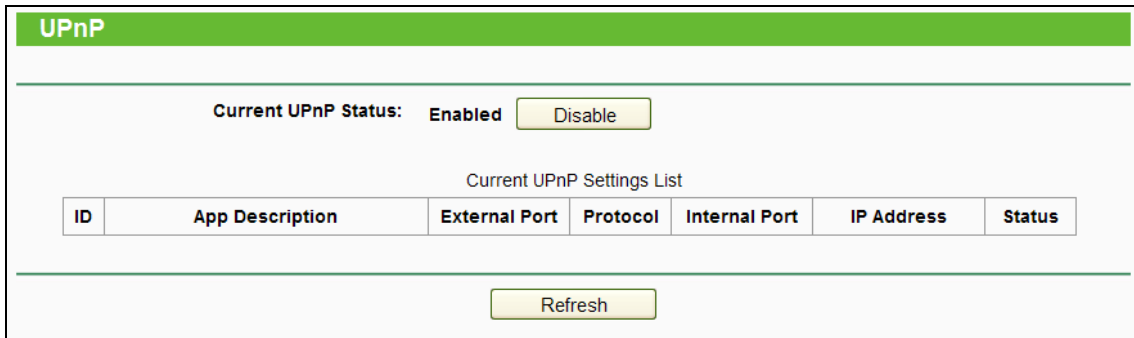 UPnP
Current UPnP Status: Enabled Disable
Current UPnP Settings List
ID App Description External Port Protocol Internal Port IP Address Status
Refresh